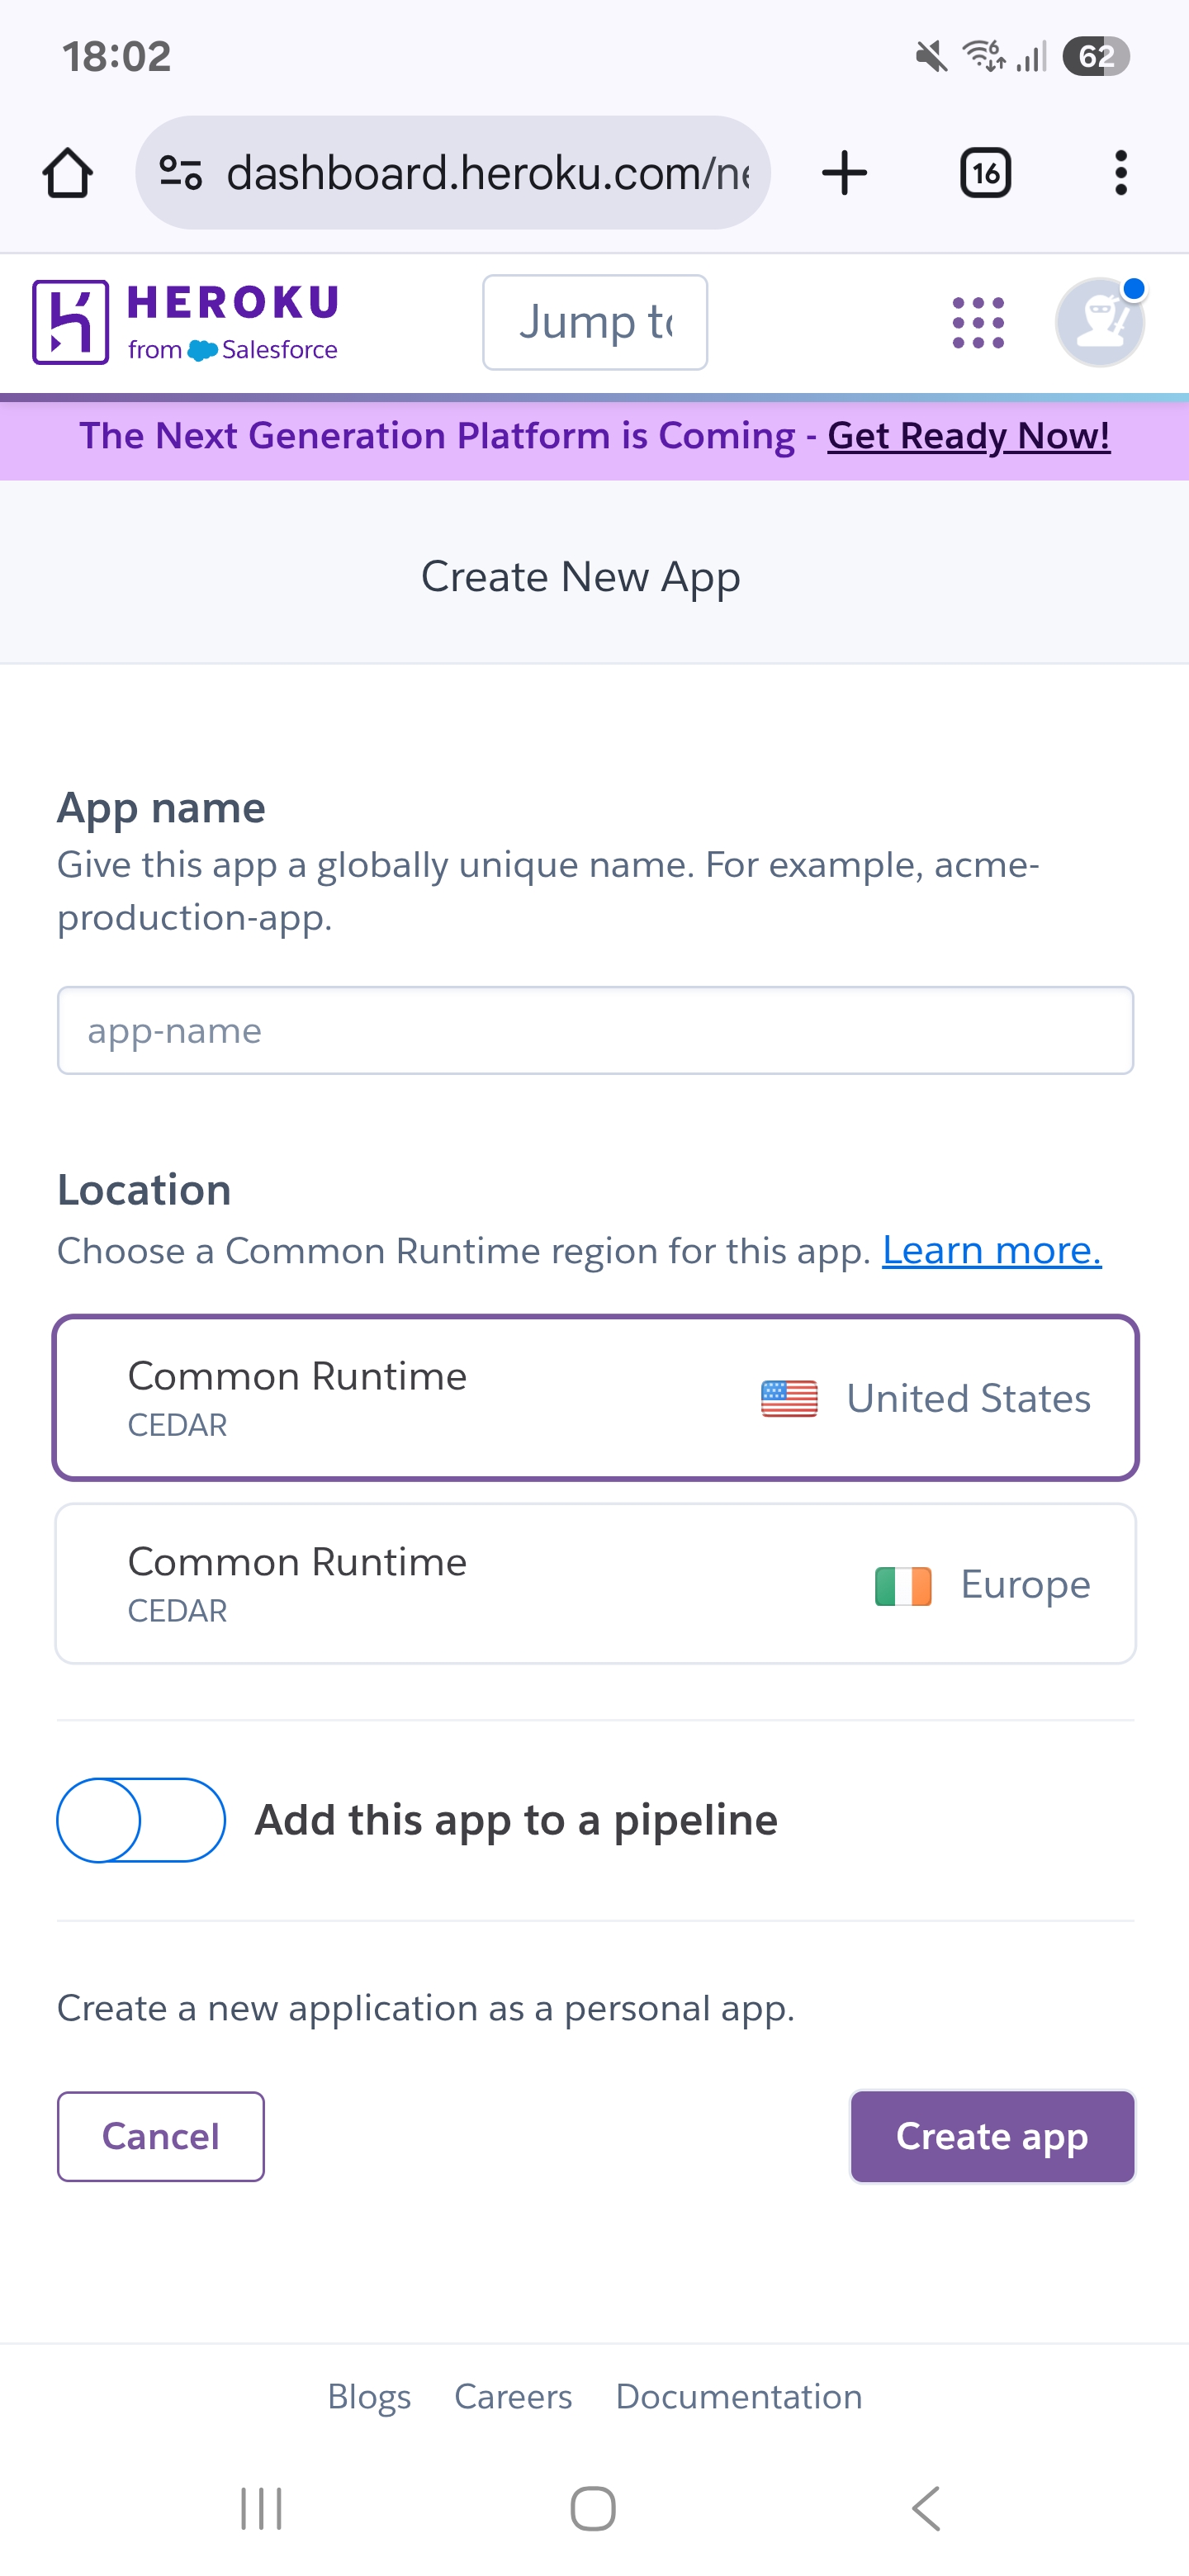 18:02
6
62
dashboard.heroku.com/ne
16
HEROKU
from Salesforce
Jump to
The Next Generation Platform is Coming - Get Ready Now!
Create New App
App name
Give this app a globally unique name. For example, acme-
production-app.
app-name
Location
Choose a Common Runtime region for this app. Learn more.
Common Runtime
CEDAR
United States
Common Runtime
CEDAR
Europe
Add this app to a pipeline
Create a new application as a personal app.
Cancel
Create app
Blogs Careers Documentation